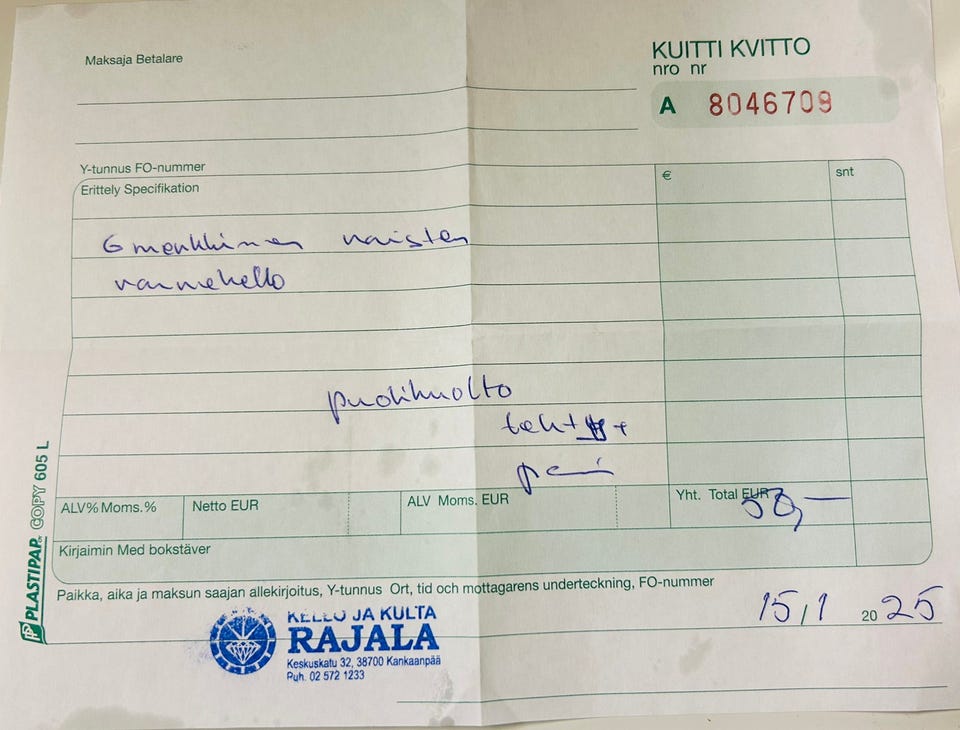 Maksaja Betalare
KUITTI KVITTO
nro nr
A 8046709
Y-tunnus FO-nummer
Erittely Specifikation
€
snt
G merkkinen naisten
rannekello
puolihuolto
teht
ALV% Moms.%
Netto EUR
ALV Moms. EUR
Yht. Total EUR
58,—
Kirjaimin Med bokstäver
Paikka, aika ja maksun saajan allekirjoitus, Y-tunnus Ort, tid och mottagarens underteckning, FO-nummer
15/1 2025
KELLO JA KULTA
RAJALA
Keskuskatu 32, 38700 Kankaanpää
Puh. 02 572 1233
PLASTIPAP COPY 605 L